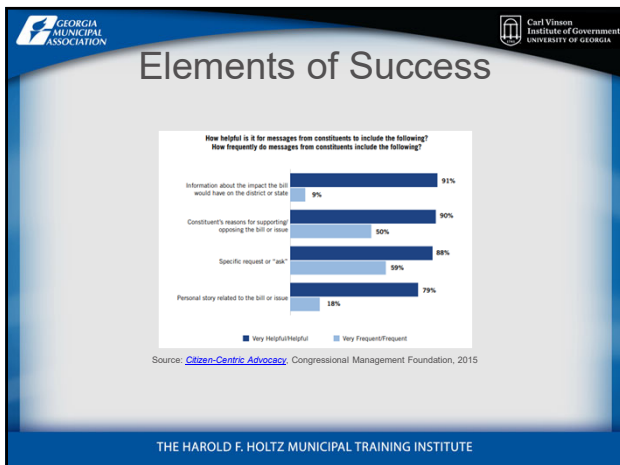 GEORGIA
MUNICIPAL
ASSOCIATION
Carl Vinson
Institute of Government
UNIVERSITY OF GEORGIA
Elements of Success
How helpful is it for messages from constituents to include the following?
How frequently do messages from constituents include the following?
Information about the impact the bill
would have on the district or state
91%
9%
Constituent's reasons for supporting/
opposing the bill or issue
90%
50%
Specific request or "ask"
88%
59%
Personal story related to the bill or issue
79%
18%
Very Helpful/Helpful
Very Frequent/Frequent
Source: Citizen-Centric Advocacy, Congressional Management Foundation, 2015
THE HAROLD F. HOLTZ MUNICIPAL TRAINING INSTITUTE